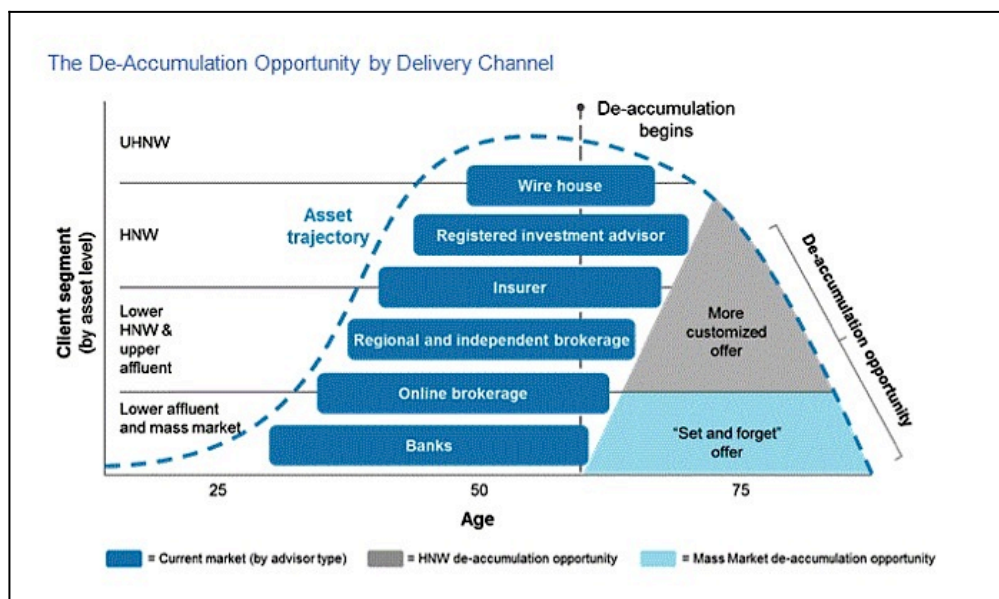 The De-Accumulation Opportunity by Delivery Channel
De-accumulation
begins
UHNW
Wire house
Asset
trajectory
HNW
Registered investment advisor
Insurer
Client segment
(by asset level)
Lower
HNW &
upper
affluent
Regional and independent brokerage
More
customized
offer
De-accumulation opportunity
Online brokerage
Lower affluent
and mass market
Banks
"Set and forget"
offer
25
50
75
Age
= Current market (by advisor type)
= HNW de-accumulation opportunity
= Mass Market de-accumulation opportunity